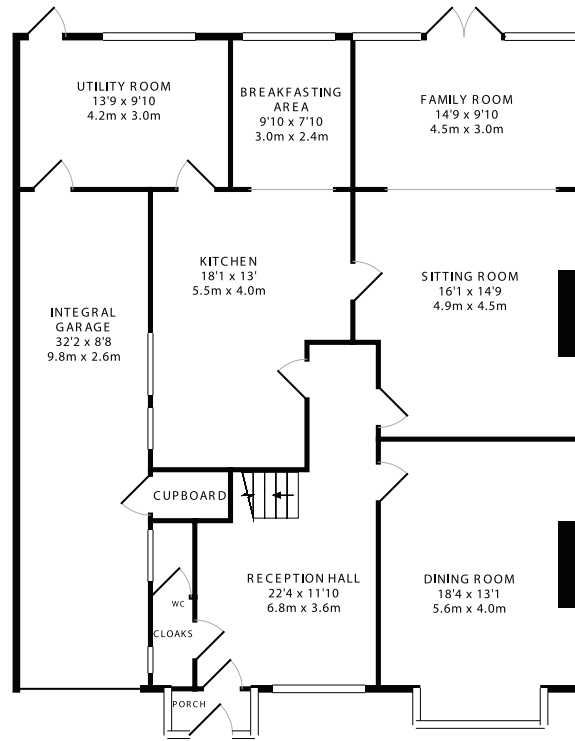 UTILITY ROOM
13'9 x 9'10
4.2m x 3.0m
BREAKFASTING
AREA
9'10 x 7'10
3.0m x 2.4m
FAMILY ROOM
14'9 x 9'10
4.5m x 3.0m
KITCHEN
18'1 x 13'
5.5m x 4.0m
SITTING ROOM
16'1 x 14'9
4.9m x 4.5m
INTEGRAL
GARAGE
32'2 x 8'8
9.8m x 2.6m
CUPBOARD
RECEPTION HALL
22'4 x 11'10
6.8m x 3.6m
DINING ROOM
18'4 x 13'1
5.6m x 4.0m
WC
CLOAKS
PORCH